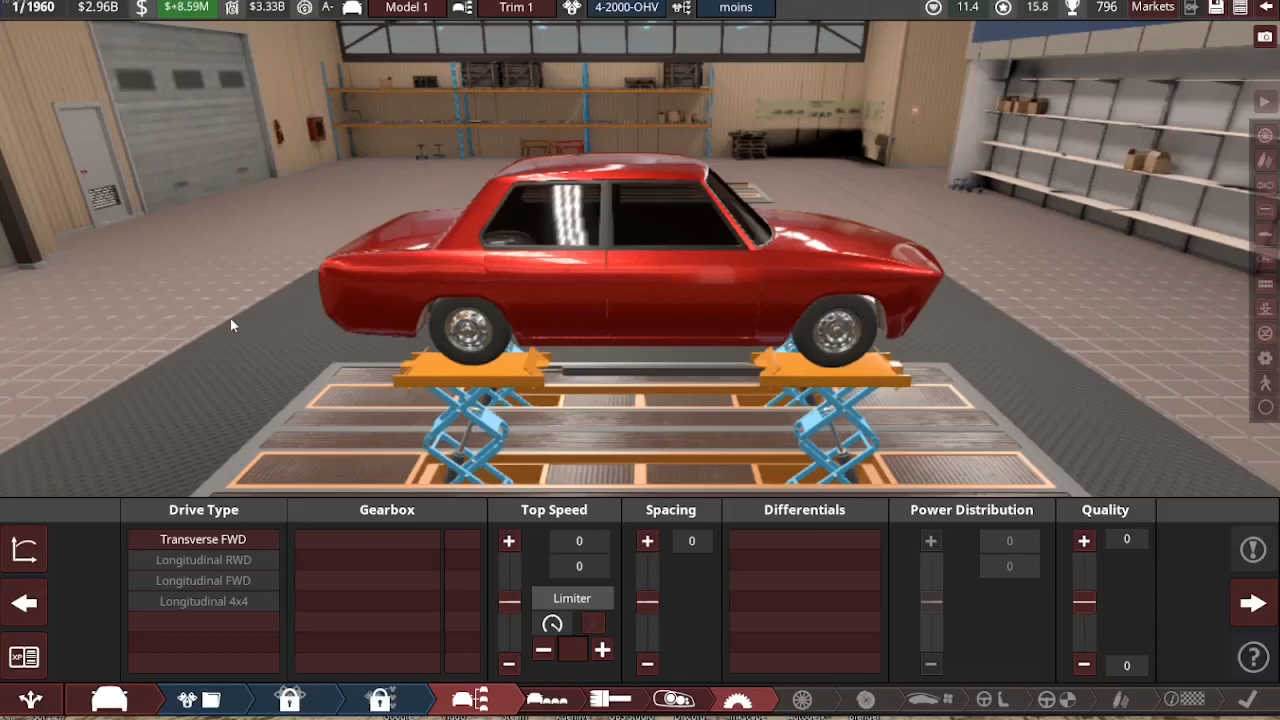 1/1960 $2.96B $ $+8.59M $3.33B A- Model 1 Trim 1 4-2000-OHV moins 11.4 15.8 796 Markets
Drive Type Gearbox Top Speed Spacing Differentials Power Distribution Quality
Transverse FWD
Longitudinal RWD
Longitudinal FWD
Longitudinal 4x4
+ 0
0
Limiter
- +
-
+ 0
-
+ 0
0
-
+ 0
- 0
XP
?